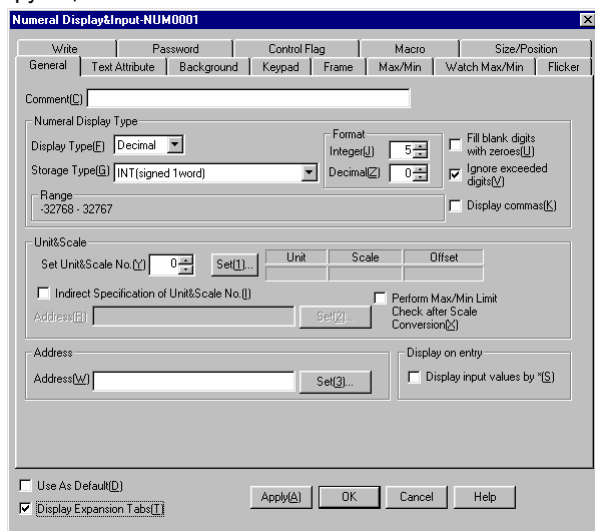 Numeral Display&Input-NUM0001
Write Password Control Flag Macro Size/Position
General Text Attribute Background Keypad Frame Max/Min Watch Max/Min Flicker
Comment(C)
Numeral Display Type
Display Type(F) Decimal
Storage Type(G) INT(signed 1word)
Format
Integer(J) 5
Decimal(Z) 0
Fill blank digits
with zeroes(U)
Ignore exceeded
digits(V)
Display commas(K)
Range
-32768 - 32767
Unit&Scale
Set Unit&Scale No.(Y) 0 Set(1)... Unit Scale Offset
Indirect Specification of Unit&Scale No.(I)
Address(R) Set(2)...
Perform Max/Min Limit
Check after Scale
Conversion(X)
Address
Address(W) Set(3)...
Display on entry
Display input values by *(S)
Use As Default(D)
Display Expansion Tabs(T)
Apply(A) OK Cancel Help